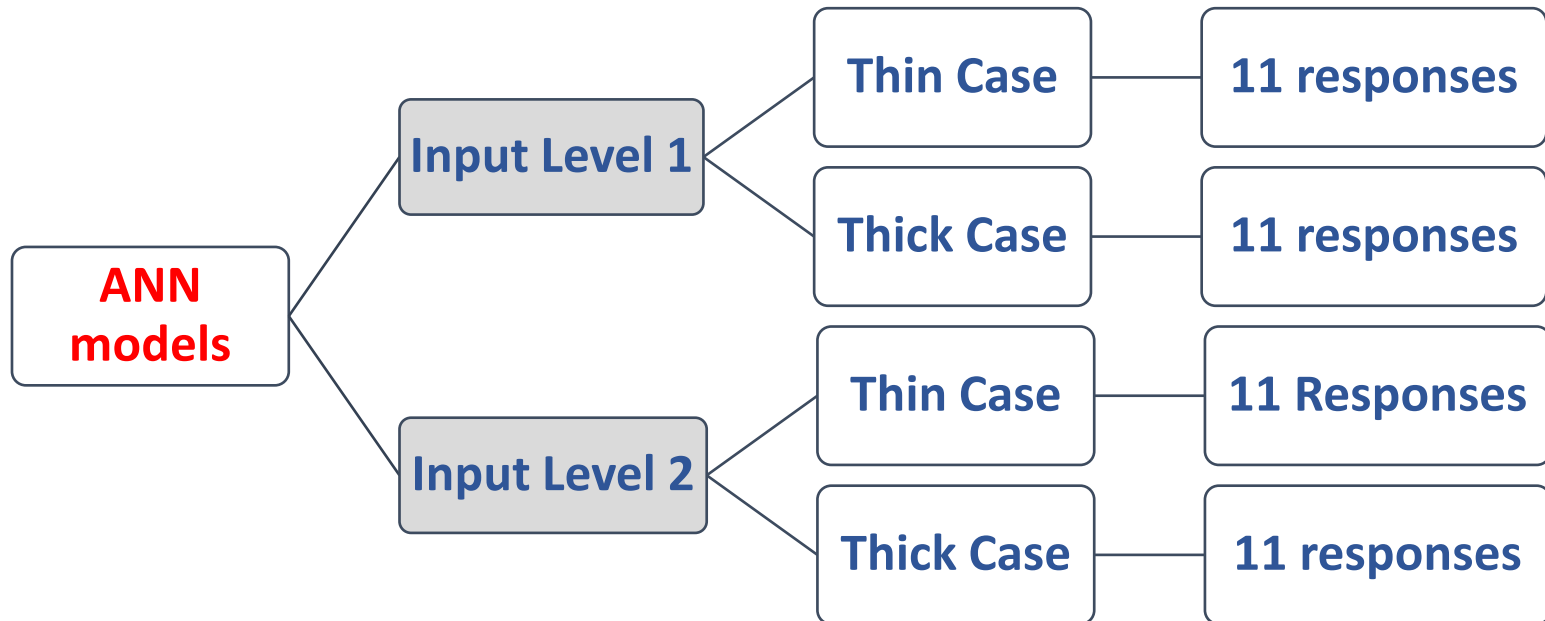 ANN
models
Input Level 1
Thin Case
11 responses
Thick Case
11 responses
Input Level 2
Thin Case
11 Responses
Thick Case
11 responses